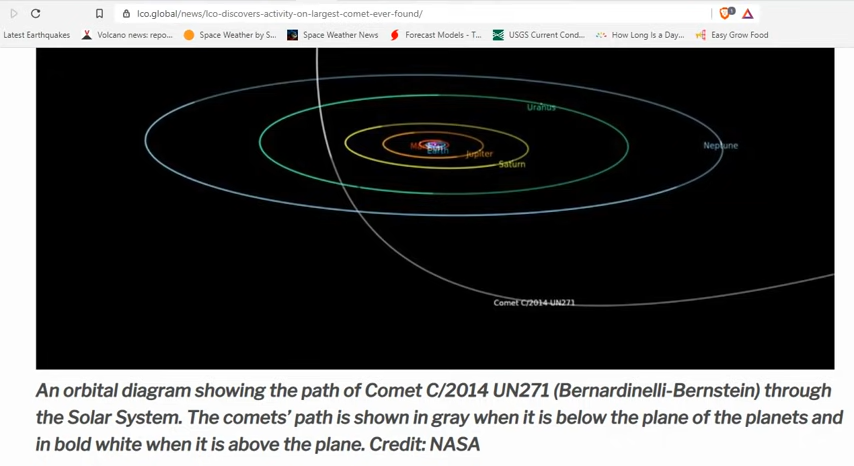 lco.global/news/lco-discovers-activity-on-largest-comet-ever-found/
1
Latest Earthquakes Volcano news: repo... Space Weather by S... Space Weather News Forecast Models - T... USGS Current Cond... How Long Is a Day... Easy Grow Food
Uranus
Neptune
Earth
Jupiter
Saturn
Comet C/2014 UN271
An orbital diagram showing the path of Comet C/2014 UN271 (Bernardinelli-Bernstein) through
the Solar System. The comets' path is shown in gray when it is below the plane of the planets and
in bold white when it is above the plane. Credit: NASA